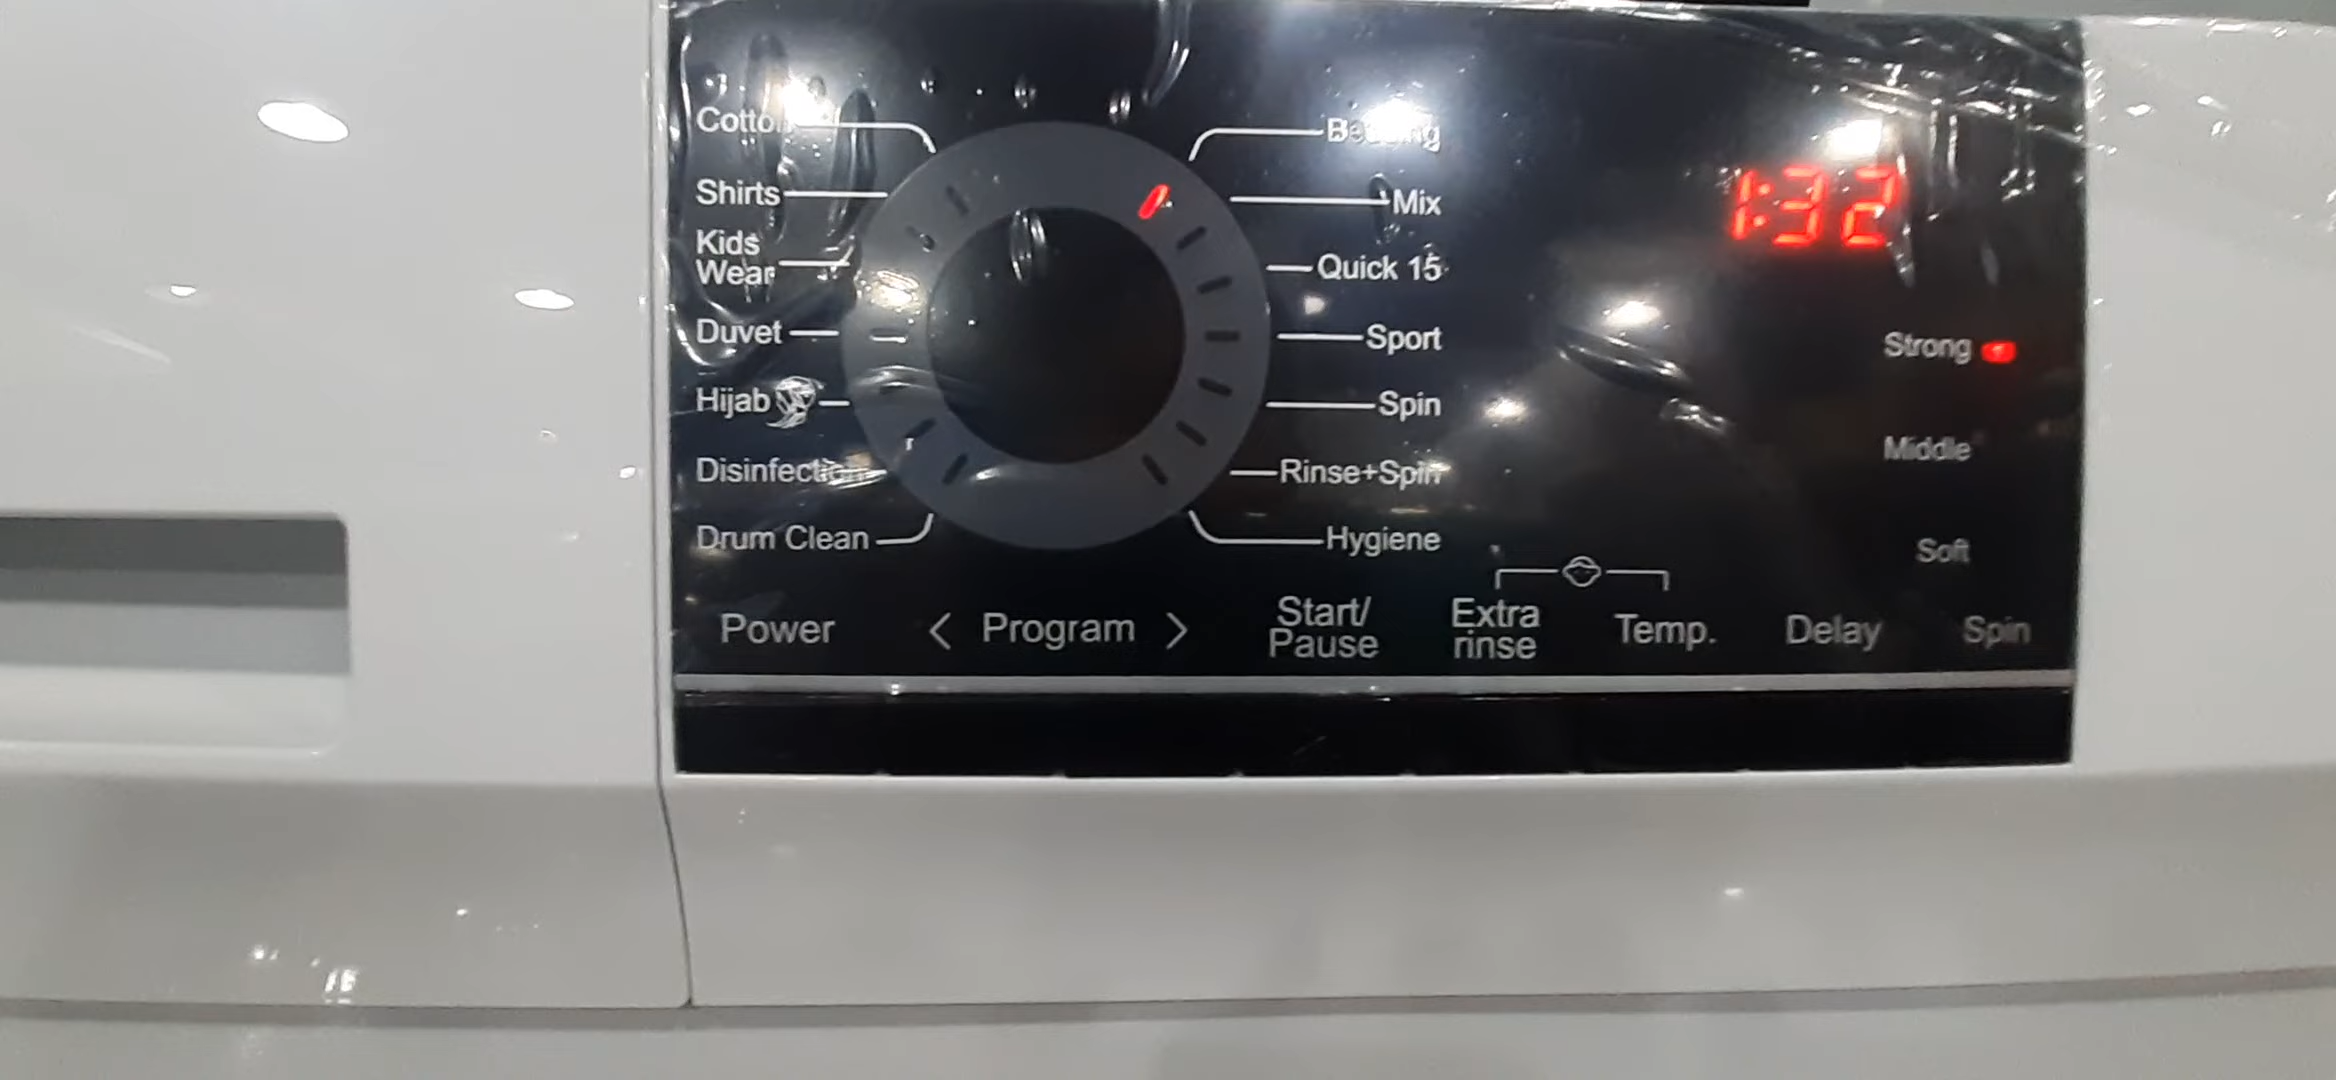 Cotton
Bedding
Shirts
Mix
Kids
Wear
Quick 15
Duvet
Sport
Hijab
Spin
Disinfection
Rinse+Spin
Drum Clean
Hygiene
1:32
Strong
Middle
Soft
Power
< Program >
Start/
Pause
Extra
rinse
Temp.
Delay
Spin